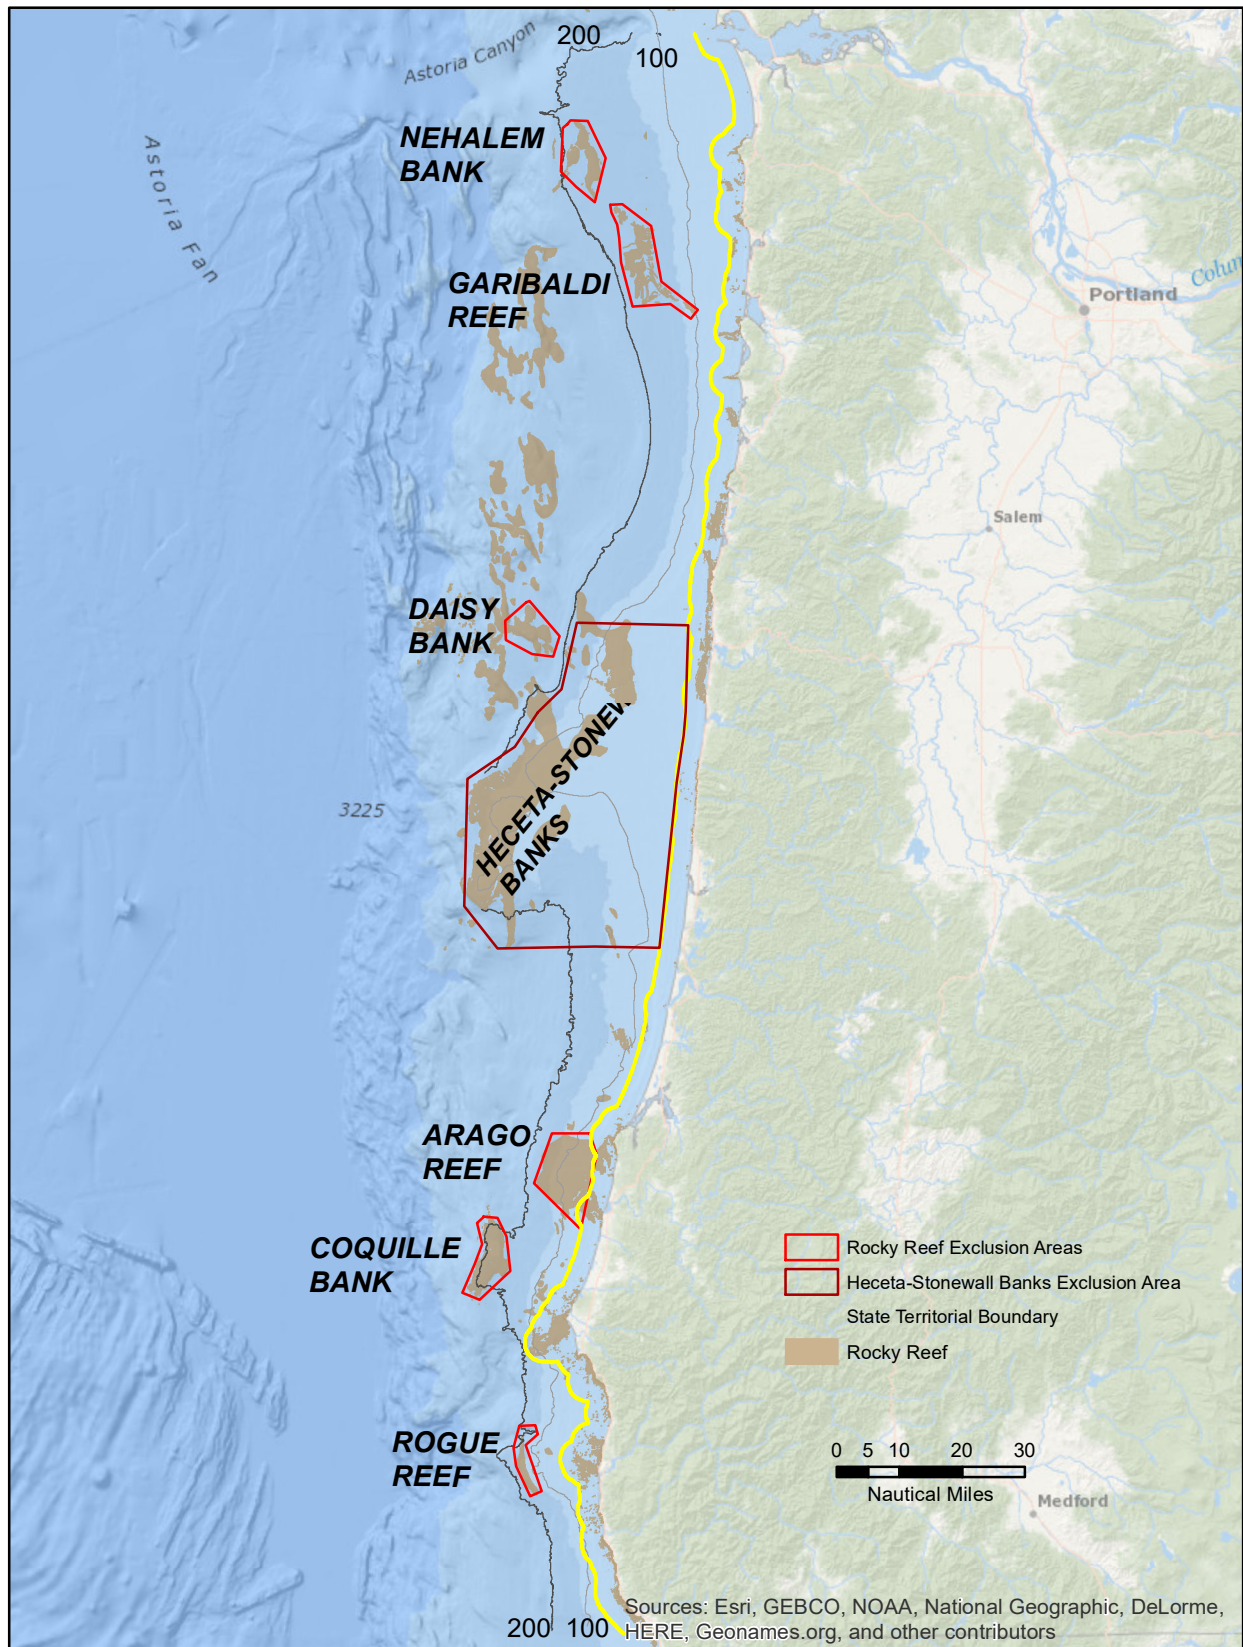 200
100
Astoria Canyon
NEHALEM
BANK
Astoria Fan
GARIBALDI
REEF
Colum
Portland
Salem
DAISY
BANK
HECETA-STONEW
BANKS
3225
ARAGO
REEF
COQUILLE
BANK
Rocky Reef Exclusion Areas
Heceta-Stonewall Banks Exclusion Area
State Territorial Boundary
Rocky Reef
ROGUE
REEF
0 5 10 20 30
Nautical Miles
Medford
200 100
Sources: Esri, GEBCO, NOAA, National Geographic, DeLorme,
HERE, Geonames.org, and other contributors